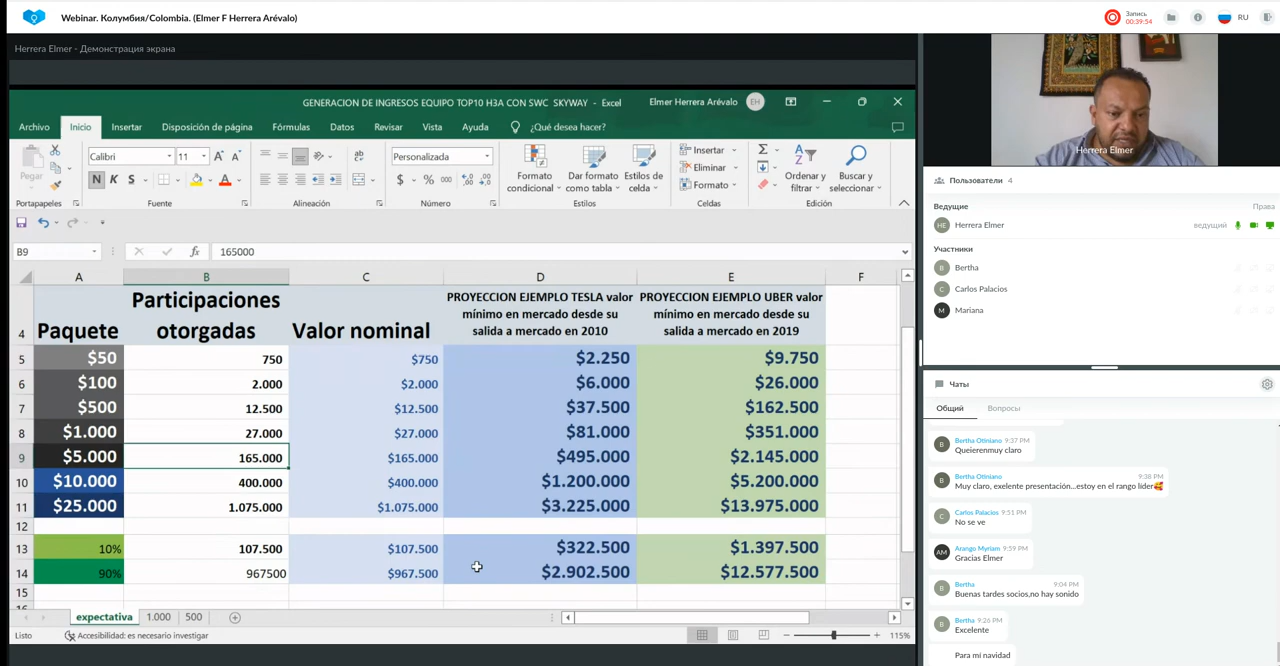 Webinar. Колумбия/Colombia. (Elmer F Herrera Arévalo)
Запись
00:39:54
RU
Herrera Elmer - Демонстрация экрана
GENERACION DE INGRESOS EQUIPO TOP10 H3A CON SWC SKYWAY - Excel
Elmer Herrera Arévalo
EH
Archivo Inicio Insertar Disposición de página Fórmulas Datos Revisar Vista Ayuda ¿Qué desea hacer?
Pegar
Calibri 11
N K S
Personalizada
$ % 000
Formato condicional
Dar formato como tabla
Estilos de celda
Insertar
Eliminar
Formato
Ordenar y filtrar
Buscar y seleccionar
Portapapeles Fuente Alineación Número Estilos Celdas Edición
B9 fx 165000
A B C D E F
4 Paquete Participaciones otorgadas Valor nominal PROYECCION EJEMPLO TESLA valor mínimo en mercado desde su salida a mercado en 2010 PROYECCION EJEMPLO UBER valor mínimo en mercado desde su salida a mercado en 2019
5 $50 750 $750 $2.250 $9.750
6 $100 2.000 $2.000 $6.000 $26.000
7 $500 12.500 $12.500 $37.500 $162.500
8 $1.000 27.000 $27.000 $81.000 $351.000
9 $5.000 165.000 $165.000 $495.000 $2.145.000
10 $10.000 400.000 $400.000 $1.200.000 $5.200.000
11 $25.000 1.075.000 $1.075.000 $3.225.000 $13.975.000
12
13 10% 107.500 $107.500 $322.500 $1.397.500
14 90% 967500 $967.500 $2.902.500 $12.577.500
15
expectativa 1.000 500
Listo Accesibilidad: es necesario investigar 115%
Herrera Elmer
Пользователи 4
Ведущие Права
HE Herrera Elmer ведущий
Участники
B Bertha
C Carlos Palacios
M Mariana
Чаты
Общий Вопросы
B Bertha Otiniano 9:37 PM
Queierenmuy claro
B Bertha Otiniano 9:38 PM
Muy claro, exelente presentación...estoy en el rango líder🥰
C Carlos Palacios 9:51 PM
No se ve
AM Arango Myriam 9:59 PM
Gracias Elmer
B Bertha 9:04 PM
Buenas tardes socios,no hay sonido
B Bertha 9:26 PM
Excelente
Para mi navidad